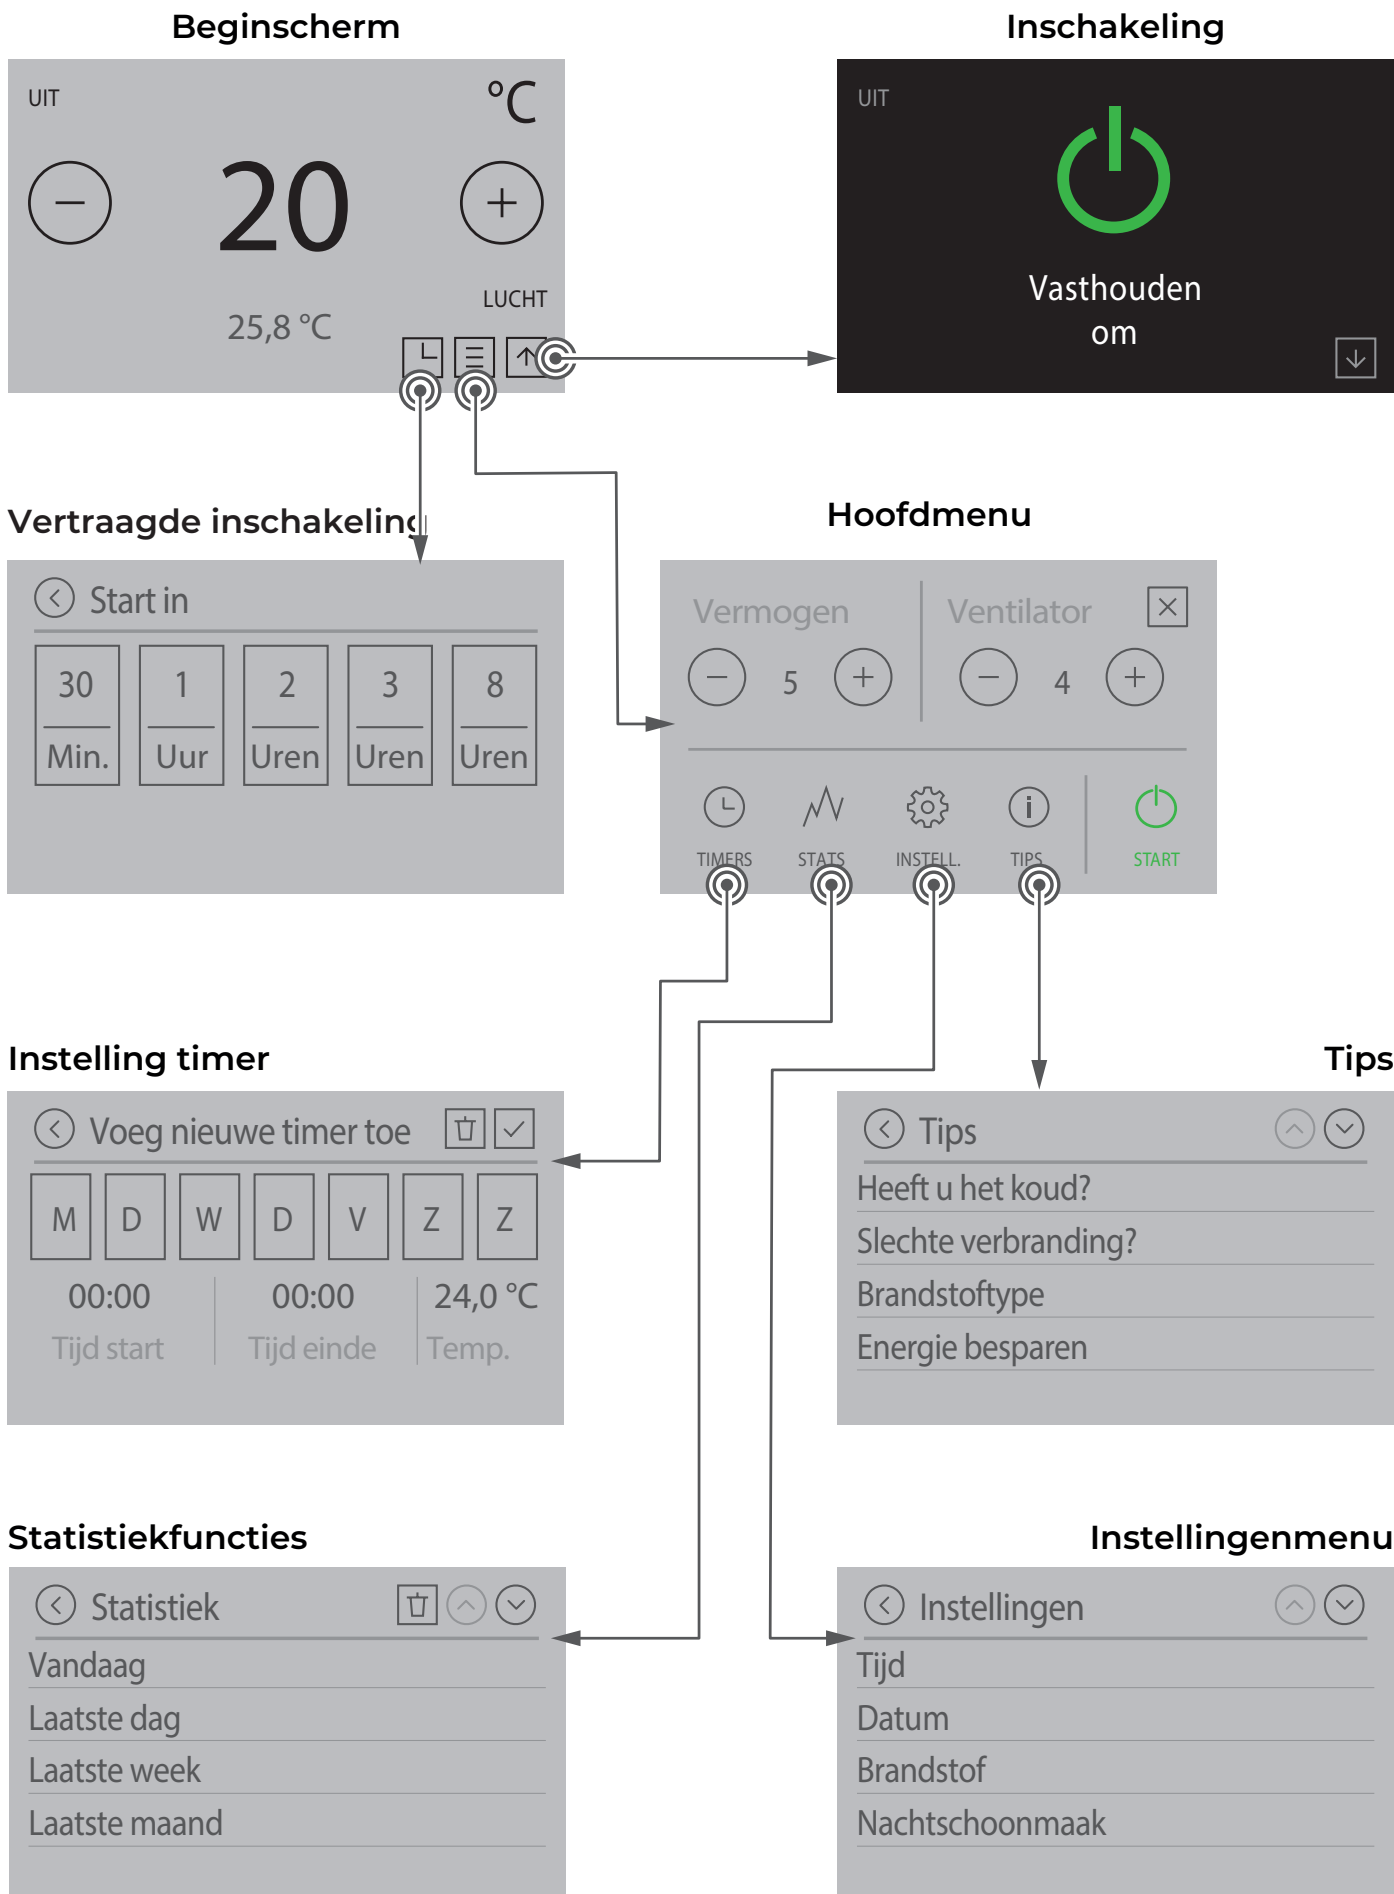 Beginscherm
UIT
°C
20
LUCHT
25,8 °C
Inschakeling
UIT
Vasthouden
om
Vertraagde inschakeling
Start in
30 1 2 3 8
Min. Uur Uren Uren Uren
Hoofdmenu
Vermogen Ventilator
5 4
TIMERS STATS INSTELL. TIPS START
Instelling timer
Voeg nieuwe timer toe
M D W D V Z Z
00:00 00:00 24,0 °C
Tijd start Tijd einde Temp.
Tips
Tips
Heeft u het koud?
Slechte verbranding?
Brandstoftype
Energie besparen
Statistiekfuncties
Statistiek
Vandaag
Laatste dag
Laatste week
Laatste maand
Instellingenmenu
Instellingen
Tijd
Datum
Brandstof
Nachtschoonmaak